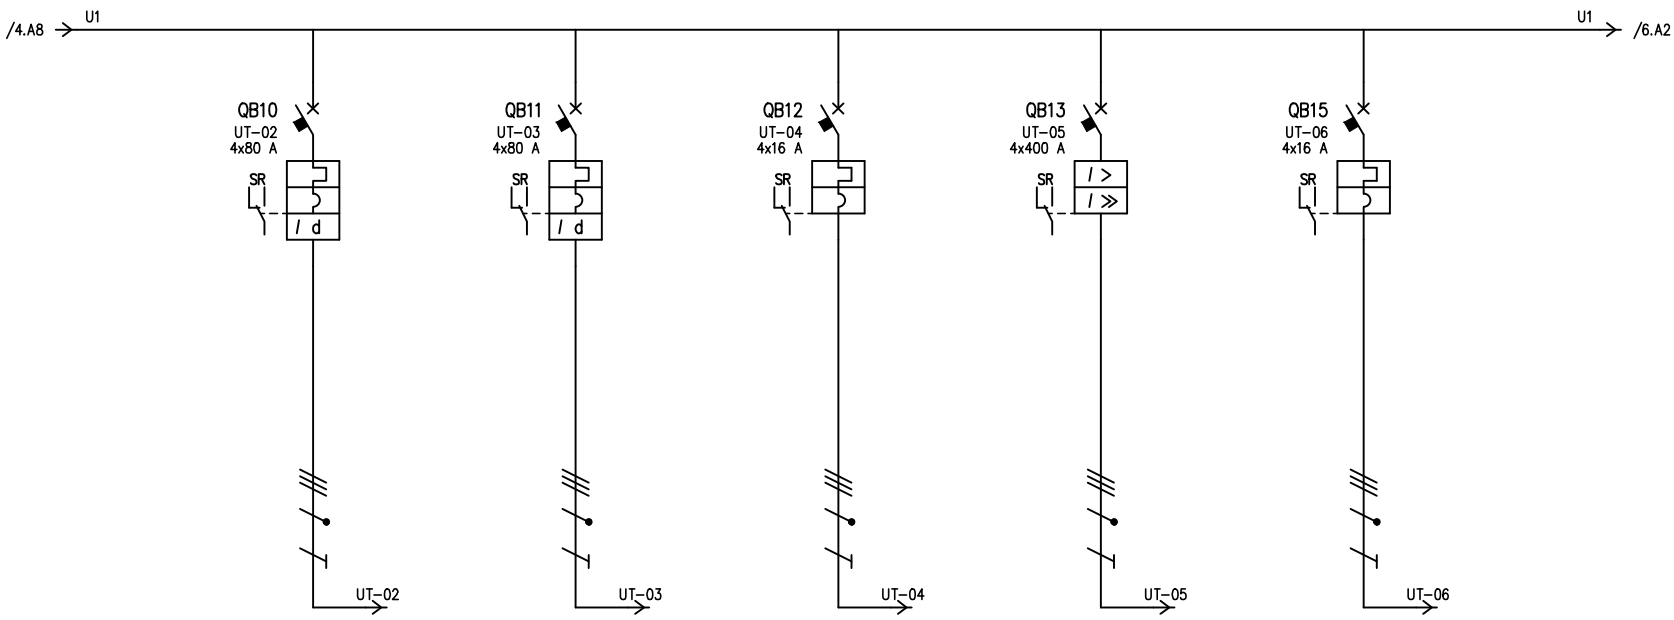 /4.A8
U1
U1
/6.A2
QB10
UT-02
4x80 A
SR
I d
QB11
UT-03
4x80 A
SR
I d
QB12
UT-04
4x16 A
SR
QB13
UT-05
4x400 A
SR
I >
I >>
QB15
UT-06
4x16 A
SR
UT-02
UT-03
UT-04
UT-05
UT-06